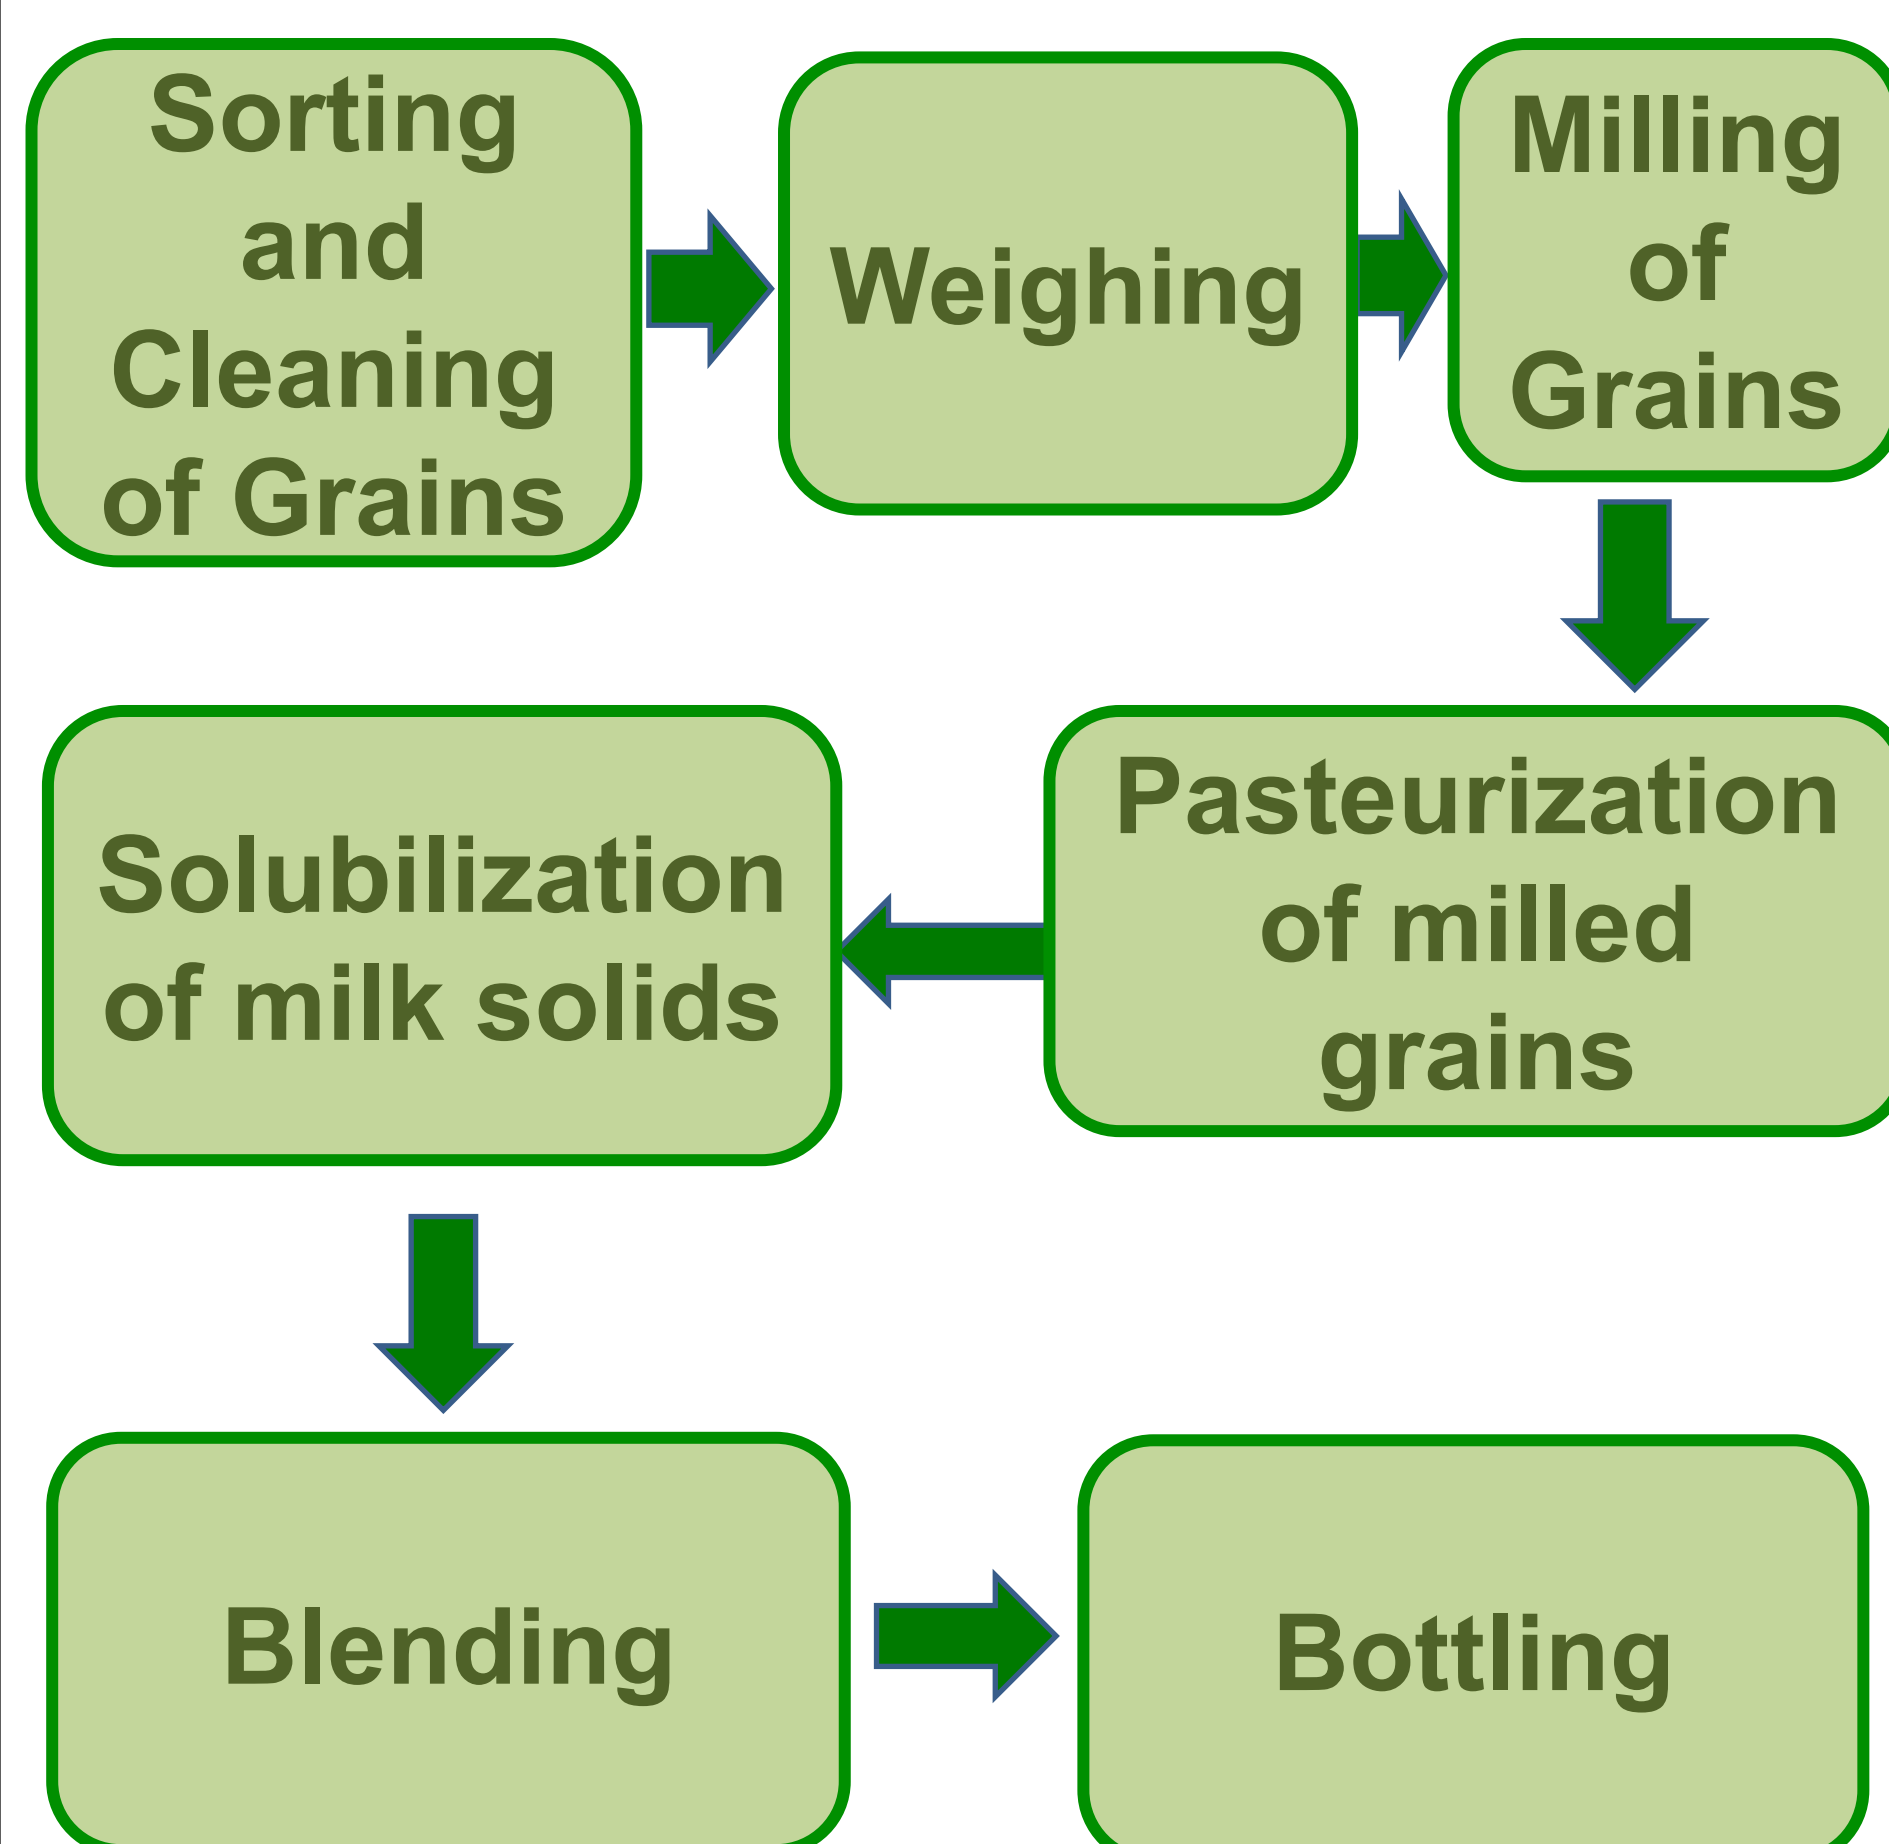 Sorting
and
Cleaning
of Grains
Weighing
Milling
of
Grains
Pasteurization
of milled
grains
Solubilization
of milk solids
Blending
Bottling